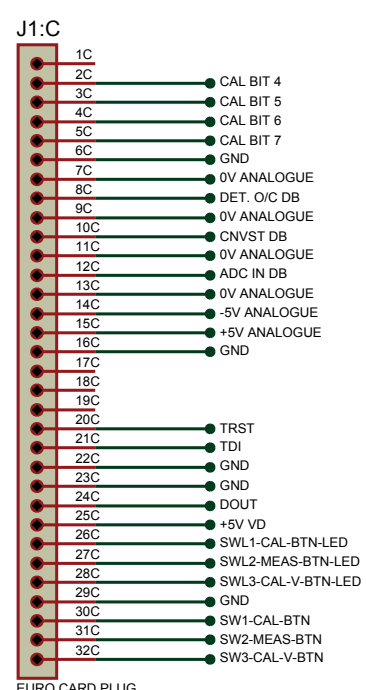 J1:C
1C
2C CAL BIT 4
3C CAL BIT 5
4C CAL BIT 6
5C CAL BIT 7
6C GND
7C 0V ANALOGUE
8C DET. O/C DB
9C 0V ANALOGUE
10C CNVST DB
11C 0V ANALOGUE
12C ADC IN DB
13C 0V ANALOGUE
14C -5V ANALOGUE
15C +5V ANALOGUE
16C GND
17C
18C
19C
20C TRST
21C TDI
22C GND
23C GND
24C DOUT
25C +5V VD
26C SWL1-CAL-BTN-LED
27C SWL2-MEAS-BTN-LED
28C SWL3-CAL-V-BTN-LED
29C GND
30C SW1-CAL-BTN
31C SW2-MEAS-BTN
32C SW3-CAL-V-BTN
EURO CARD PLUG